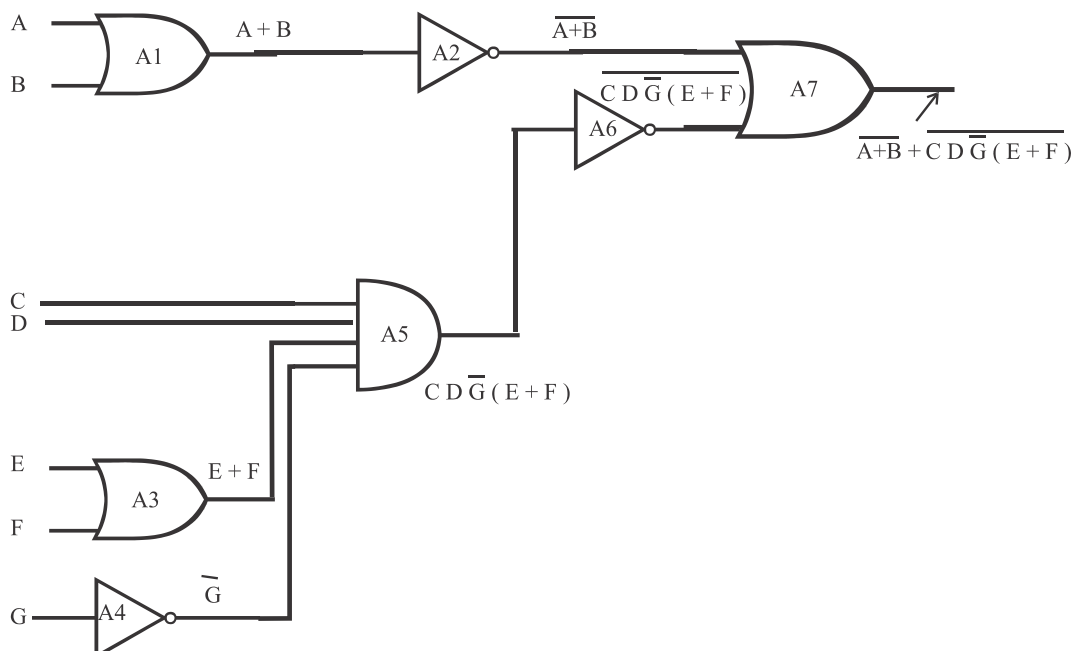 A
A1
A + B
A2
A̅+̅B̅
B
C̅ ̅D̅ ̅G̅̅ ̅(̅ ̅E̅ ̅+̅ ̅F̅ ̅)̅
A7
A6
A̅+̅B̅ + C̅ ̅D̅ ̅G̅̅ ̅(̅ ̅E̅ ̅+̅ ̅F̅ ̅)̅
C
D
A5
C D G̅ ( E + F )
E
E + F
A3
F
G̅
G
A4